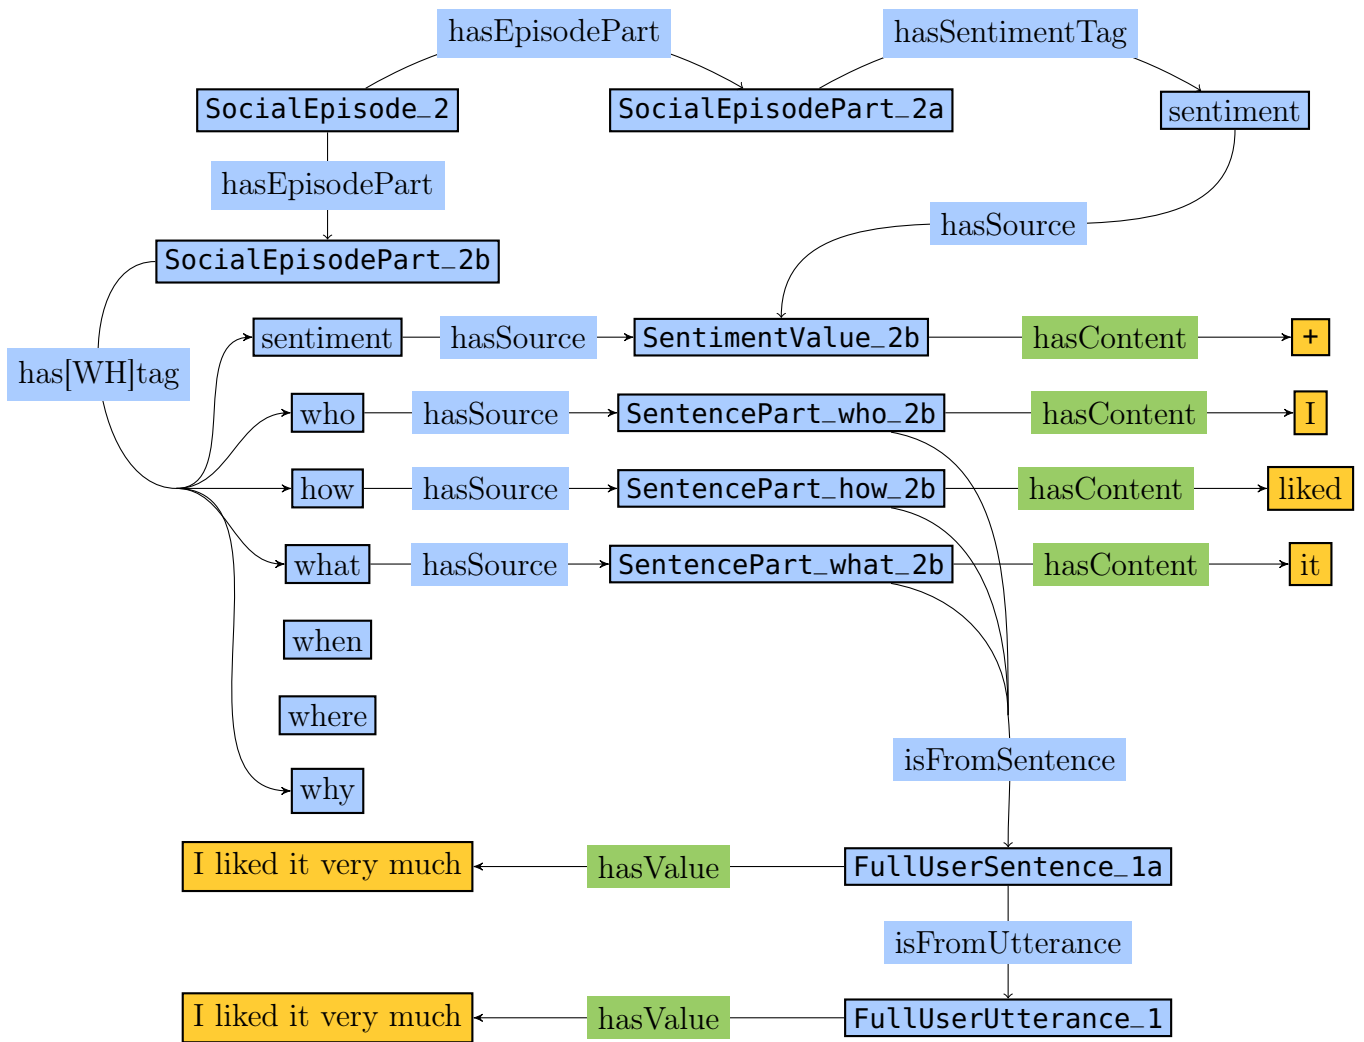 hasEpisodePart
hasSentimentTag
SocialEpisode_2
SocialEpisodePart_2a
sentiment
hasEpisodePart
hasSource
SocialEpisodePart_2b
sentiment
hasSource
SentimentValue_2b
hasContent
+
has[WH]tag
who
hasSource
SentencePart_who_2b
hasContent
I
how
hasSource
SentencePart_how_2b
hasContent
liked
what
hasSource
SentencePart_what_2b
hasContent
it
when
where
isFromSentence
why
I liked it very much
hasValue
FullUserSentence_1a
isFromUtterance
I liked it very much
hasValue
FullUserUtterance_1